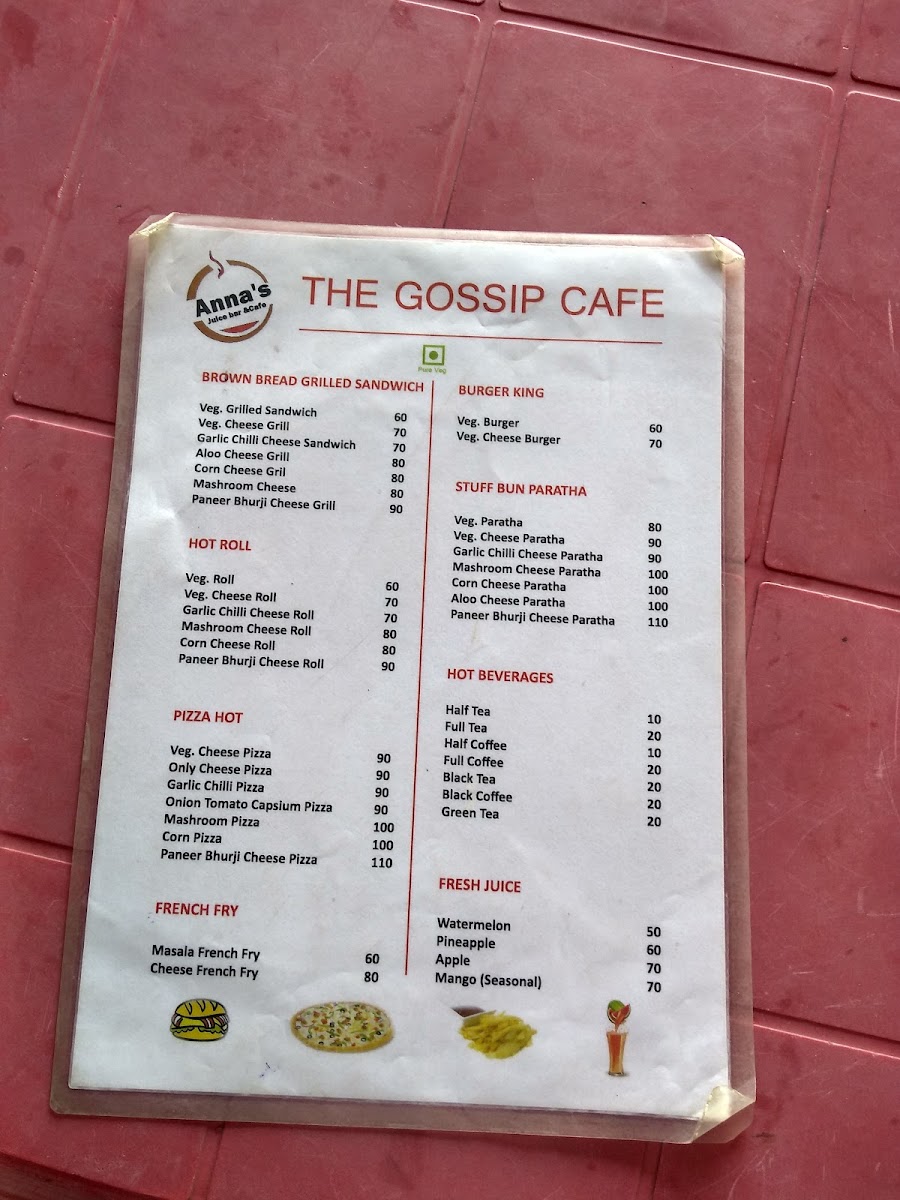 Anna's
Juice bar &Cafe
THE GOSSIP CAFE
Pure Veg
BROWN BREAD GRILLED SANDWICH
Veg. Grilled Sandwich 60
Veg. Cheese Grill 70
Garlic Chilli Cheese Sandwich 70
Aloo Cheese Grill 80
Corn Cheese Gril 80
Mashroom Cheese 80
Paneer Bhurji Cheese Grill 90
HOT ROLL
Veg. Roll 60
Veg. Cheese Roll 70
Garlic Chilli Cheese Roll 70
Mashroom Cheese Roll 80
Corn Cheese Roll 80
Paneer Bhurji Cheese Roll 90
PIZZA HOT
Veg. Cheese Pizza 90
Only Cheese Pizza 90
Garlic Chilli Pizza 90
Onion Tomato Capsium Pizza 90
Mashroom Pizza 100
Corn Pizza 100
Paneer Bhurji Cheese Pizza 110
FRENCH FRY
Masala French Fry 60
Cheese French Fry 80
BURGER KING
Veg. Burger 60
Veg. Cheese Burger 70
STUFF BUN PARATHA
Veg. Paratha 80
Veg. Cheese Paratha 90
Garlic Chilli Cheese Paratha 90
Mashroom Cheese Paratha 100
Corn Cheese Paratha 100
Aloo Cheese Paratha 100
Paneer Bhurji Cheese Paratha 110
HOT BEVERAGES
Half Tea 10
Full Tea 20
Half Coffee 10
Full Coffee 20
Black Tea 20
Black Coffee 20
Green Tea 20
FRESH JUICE
Watermelon 50
Pineapple 60
Apple 70
Mango (Seasonal) 70